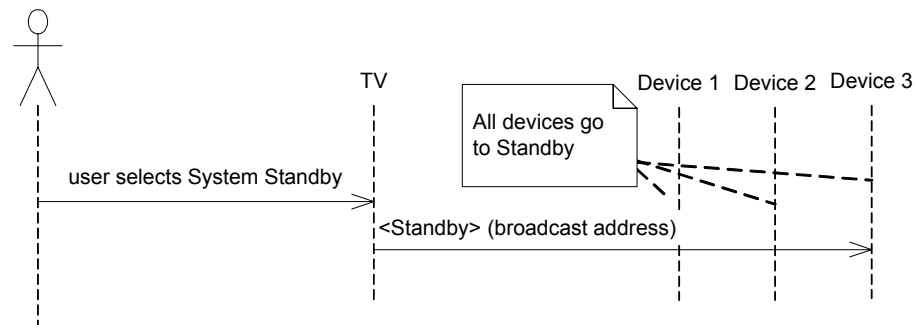 TV
Device 1
Device 2
Device 3
All devices go
to Standby
user selects System Standby
<Standby> (broadcast address)